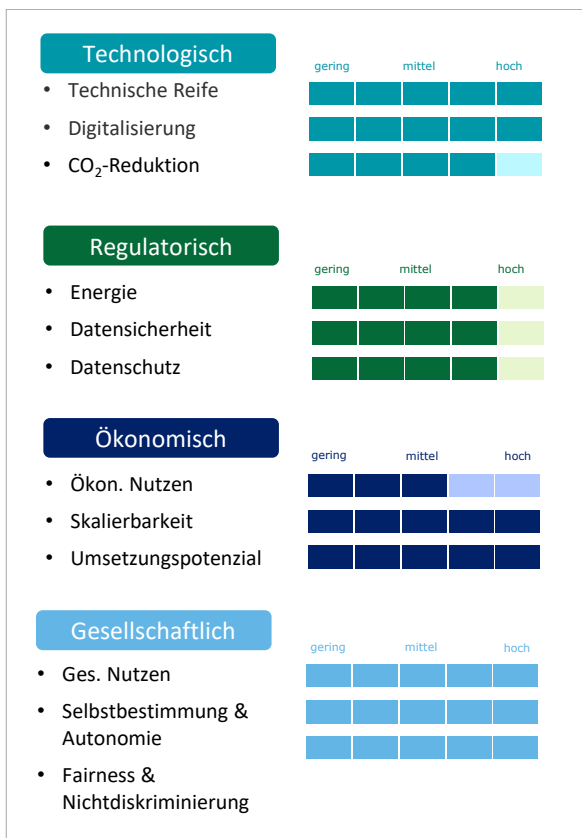 Technologisch
gering mittel hoch
• Technische Reife
• Digitalisierung
• CO₂-Reduktion
Regulatorisch
gering mittel hoch
• Energie
• Datensicherheit
• Datenschutz
Ökonomisch
gering mittel hoch
• Ökon. Nutzen
• Skalierbarkeit
• Umsetzungspotenzial
Gesellschaftlich
gering mittel hoch
• Ges. Nutzen
• Selbstbestimmung &
Autonomie
• Fairness &
Nichtdiskriminierung